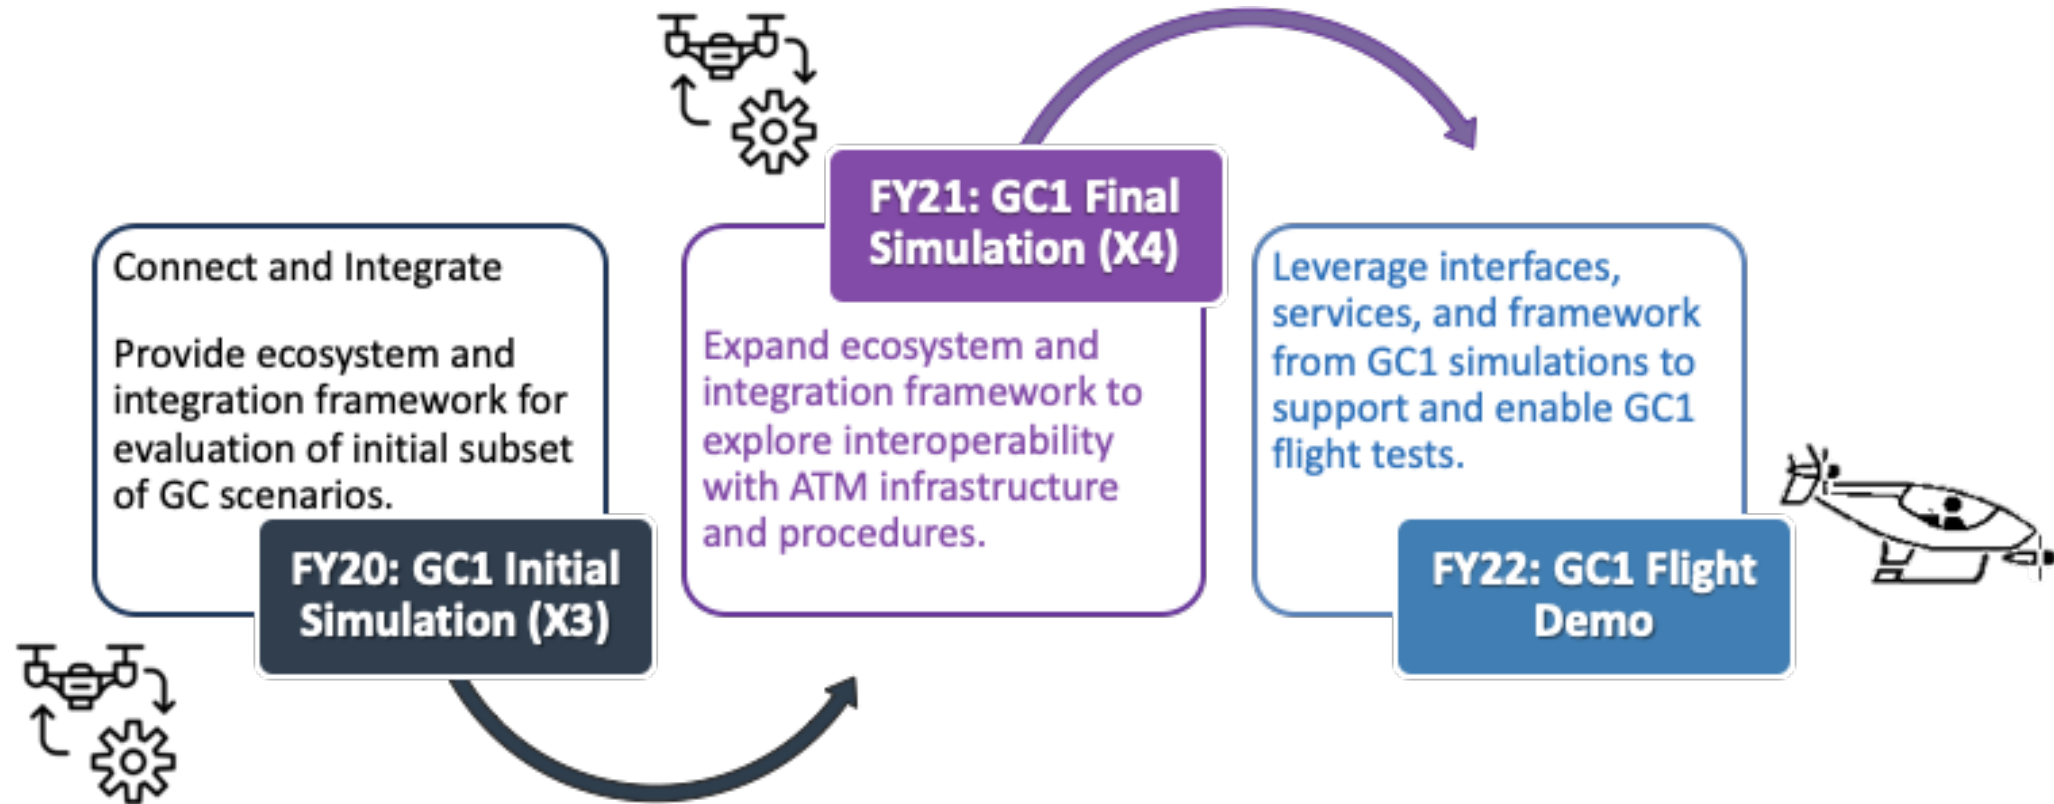 Connect and Integrate
Provide ecosystem and
integration framework for
evaluation of initial subset
of GC scenarios.
FY20: GC1 Initial
Simulation (X3)
FY21: GC1 Final
Simulation (X4)
Expand ecosystem and
integration framework to
explore interoperability
with ATM infrastructure
and procedures.
Leverage interfaces,
services, and framework
from GC1 simulations to
support and enable GC1
flight tests.
FY22: GC1 Flight
Demo